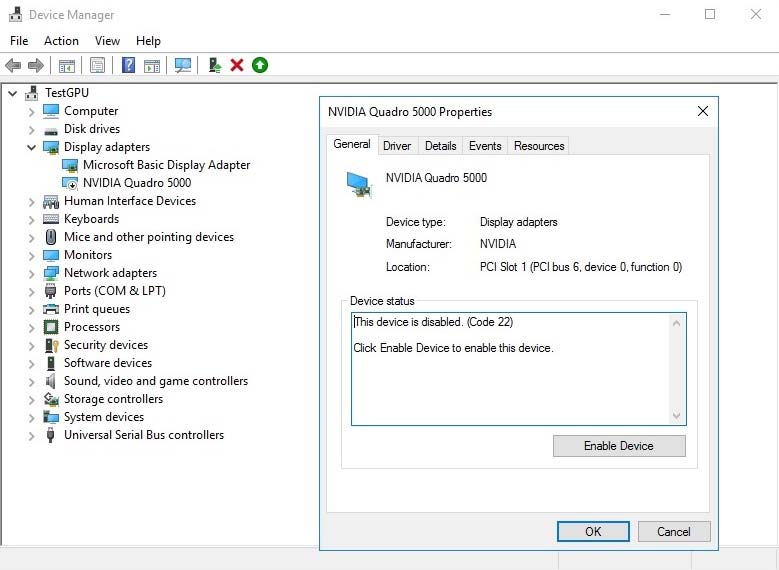 Device Manager
File Action View Help
TestGPU
Computer
Disk drives
Display adapters
Microsoft Basic Display Adapter
NVIDIA Quadro 5000
Human Interface Devices
Keyboards
Mice and other pointing devices
Monitors
Network adapters
Ports (COM & LPT)
Print queues
Processors
Security devices
Software devices
Sound, video and game controllers
Storage controllers
System devices
Universal Serial Bus controllers
NVIDIA Quadro 5000 Properties
General Driver Details Events Resources
NVIDIA Quadro 5000
Device type: Display adapters
Manufacturer: NVIDIA
Location: PCI Slot 1 (PCI bus 6, device 0, function 0)
Device status
This device is disabled. (Code 22)
Click Enable Device to enable this device.
Enable Device
OK Cancel